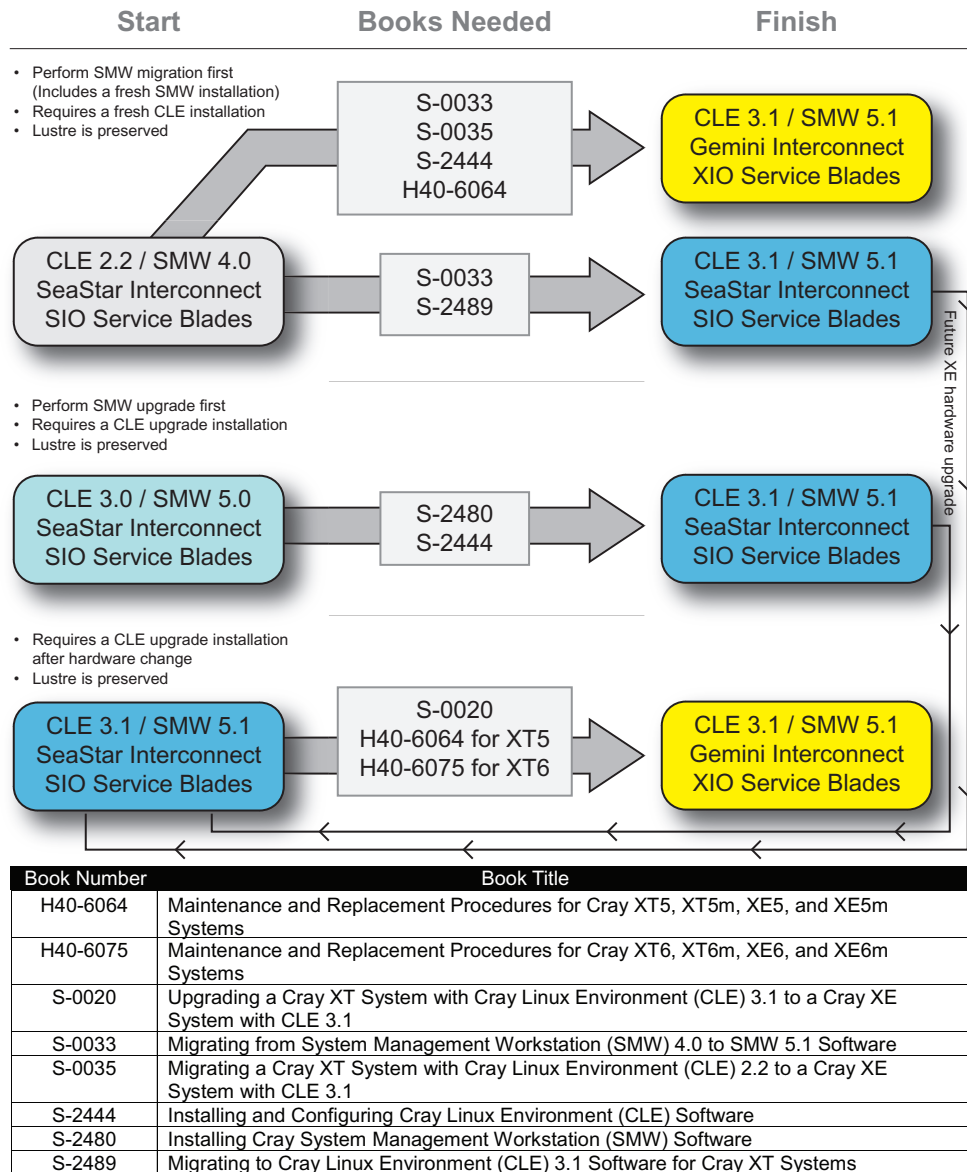 Start
Books Needed
Finish
• Perform SMW migration first
(Includes a fresh SMW installation)
• Requires a fresh CLE installation
• Lustre is preserved
S-0033
S-0035
S-2444
H40-6064
CLE 3.1 / SMW 5.1
Gemini Interconnect
XIO Service Blades
CLE 2.2 / SMW 4.0
SeaStar Interconnect
SIO Service Blades
S-0033
S-2489
CLE 3.1 / SMW 5.1
SeaStar Interconnect
SIO Service Blades
Future XE hardware upgrade
• Perform SMW upgrade first
• Requires a CLE upgrade installation
• Lustre is preserved
CLE 3.0 / SMW 5.0
SeaStar Interconnect
SIO Service Blades
S-2480
S-2444
CLE 3.1 / SMW 5.1
SeaStar Interconnect
SIO Service Blades
• Requires a CLE upgrade installation
after hardware change
• Lustre is preserved
CLE 3.1 / SMW 5.1
SeaStar Interconnect
SIO Service Blades
S-0020
H40-6064 for XT5
H40-6075 for XT6
CLE 3.1 / SMW 5.1
Gemini Interconnect
XIO Service Blades
Book Number Book Title
H40-6064 Maintenance and Replacement Procedures for Cray XT5, XT5m, XE5, and XE5m
Systems
H40-6075 Maintenance and Replacement Procedures for Cray XT6, XT6m, XE6, and XE6m
Systems
S-0020 Upgrading a Cray XT System with Cray Linux Environment (CLE) 3.1 to a Cray XE
System with CLE 3.1
S-0033 Migrating from System Management Workstation (SMW) 4.0 to SMW 5.1 Software
S-0035 Migrating a Cray XT System with Cray Linux Environment (CLE) 2.2 to a Cray XE
System with CLE 3.1
S-2444 Installing and Configuring Cray Linux Environment (CLE) Software
S-2480 Installing Cray System Management Workstation (SMW) Software
S-2489 Migrating to Cray Linux Environment (CLE) 3.1 Software for Cray XT Systems